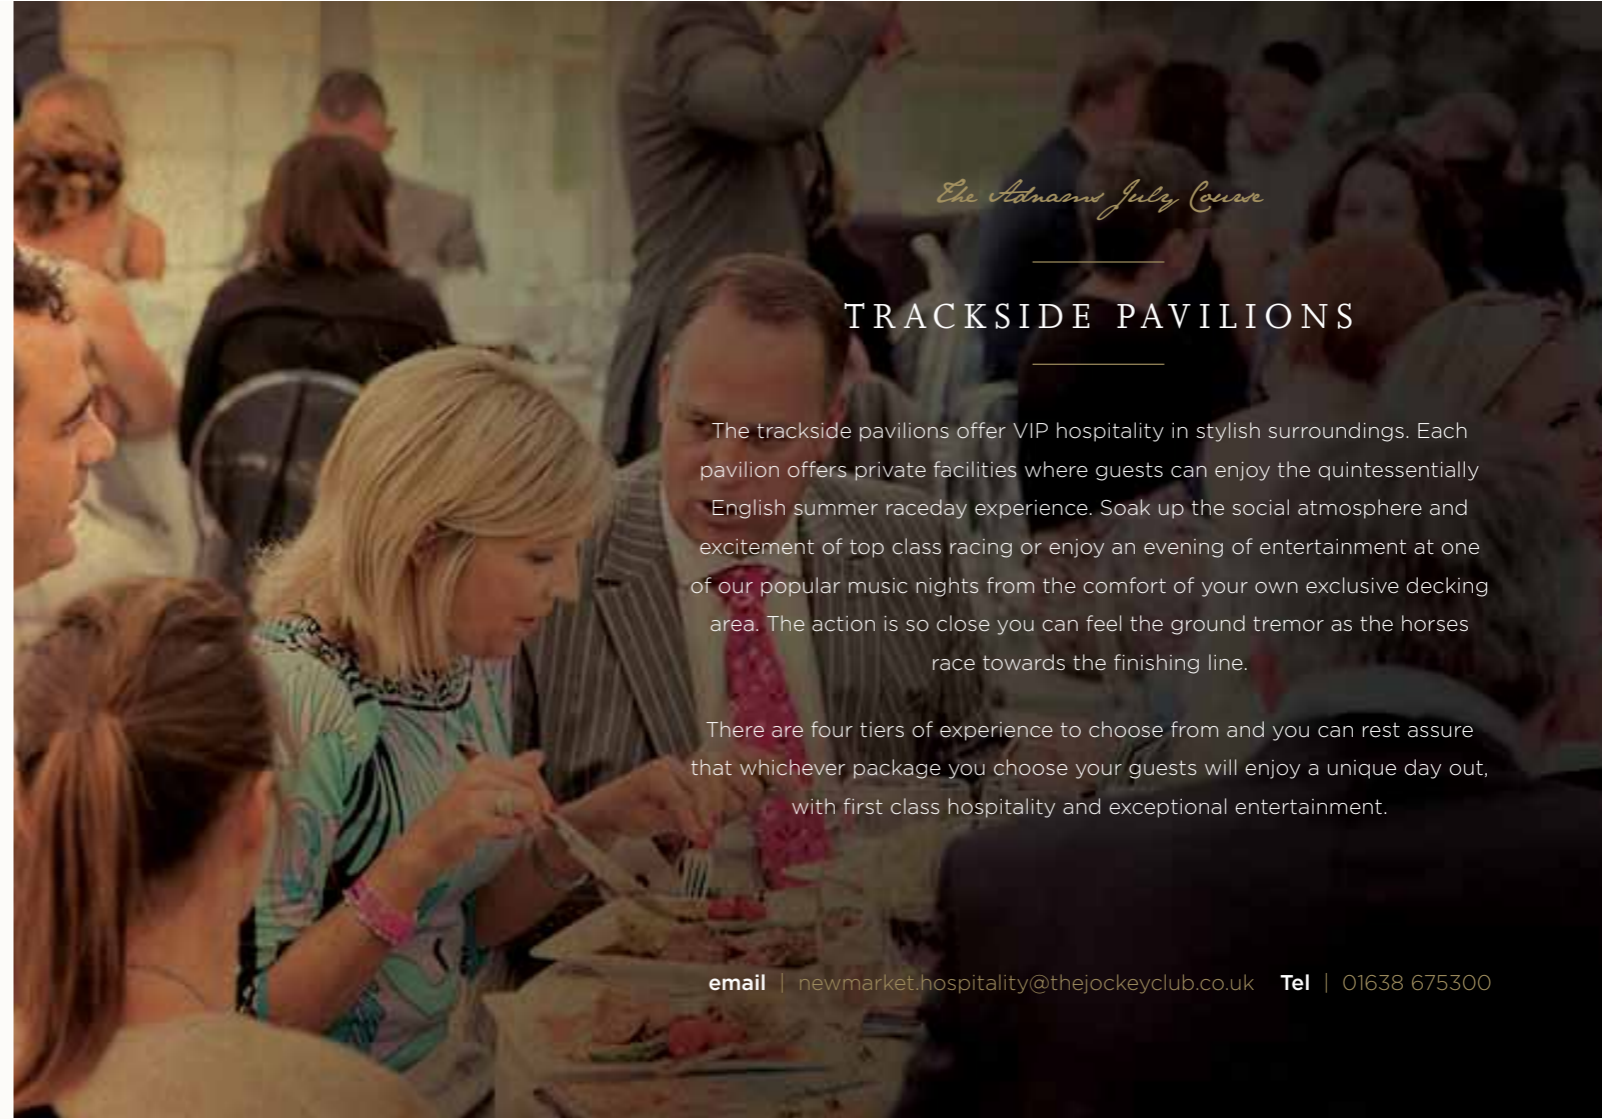 The Adnams July Course
TRACKSIDE PAVILIONS
The trackside pavilions offer VIP hospitality in stylish surroundings. Each
pavilion offers private facilities where guests can enjoy the quintessentially
English summer raceday experience. Soak up the social atmosphere and
excitement of top class racing or enjoy an evening of entertainment at one
of our popular music nights from the comfort of your own exclusive decking
area. The action is so close you can feel the ground tremor as the horses
race towards the finishing line.
There are four tiers of experience to choose from and you can rest assure
that whichever package you choose your guests will enjoy a unique day out,
with first class hospitality and exceptional entertainment.
email | newmarket.hospitality@thejockeyclub.co.uk Tel | 01638 675300